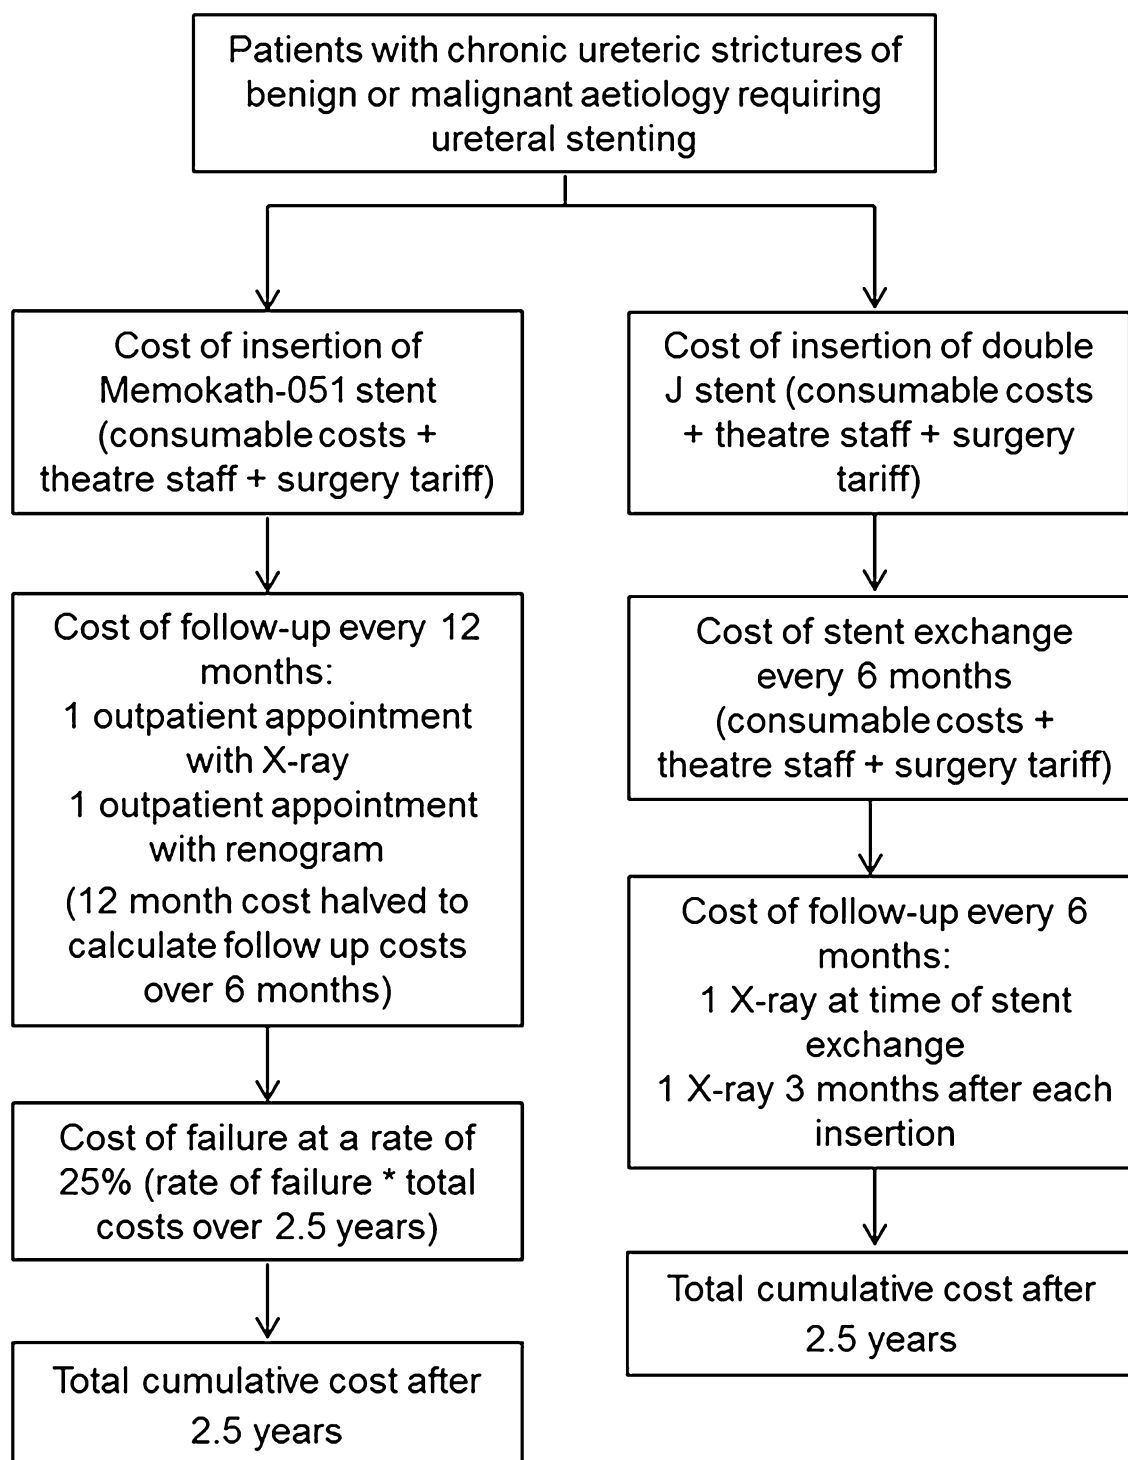 Patients with chronic ureteric strictures of
benign or malignant aetiology requiring
ureteral stenting
Cost of insertion of
Memokath-051 stent
(consumable costs +
theatre staff + surgery tariff)
Cost of follow-up every 12
months:
1 outpatient appointment
with X-ray
1 outpatient appointment
with renogram
(12 month cost halved to
calculate follow up costs
over 6 months)
Cost of failure at a rate of
25% (rate of failure * total
costs over 2.5 years)
Total cumulative cost after
2.5 years
Cost of insertion of double
J stent (consumable costs
+ theatre staff + surgery
tariff)
Cost of stent exchange
every 6 months
(consumable costs +
theatre staff + surgery tariff)
Cost of follow-up every 6
months:
1 X-ray at time of stent
exchange
1 X-ray 3 months after each
insertion
Total cumulative cost after
2.5 years